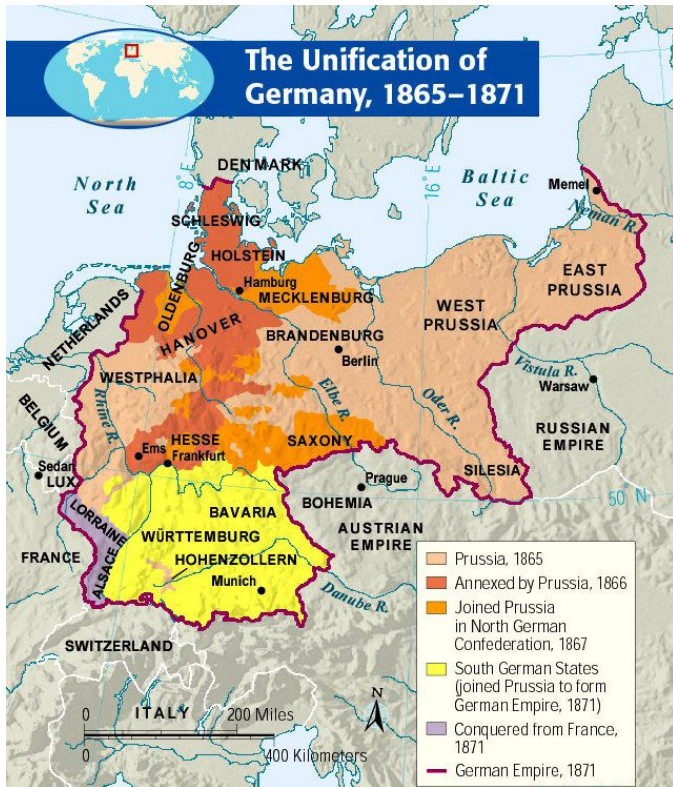 The Unification of
Germany, 1865–1871
DENMARK
North
Sea
8°E
16°E
Baltic
Sea
Memel
Neman R.
SCHLESWIG
HOLSTEIN
Hamburg
MECKLENBURG
OLDENBURG
HANOVER
NETHERLANDS
EAST
PRUSSIA
WEST
PRUSSIA
BRANDENBURG
Berlin
WESTPHALIA
Rhine R.
Elbe R.
Oder R.
Vistula R.
Warsaw
RUSSIAN
EMPIRE
BELGIUM
Ems
HESSE
Frankfurt
SAXONY
SILESIA
Sedan
LUX
Prague
BOHEMIA
50°N
AUSTRIAN
EMPIRE
LORRAINE
ALSACE
FRANCE
BAVARIA
WÜRTTEMBURG
HOHENZOLLERN
Munich
Danube R.
SWITZERLAND
ITALY
0
200 Miles
0
400 Kilometers
N
Prussia, 1865
Annexed by Prussia, 1866
Joined Prussia
in North German
Confederation, 1867
South German States
(joined Prussia to form
German Empire, 1871)
Conquered from France,
1871
German Empire, 1871